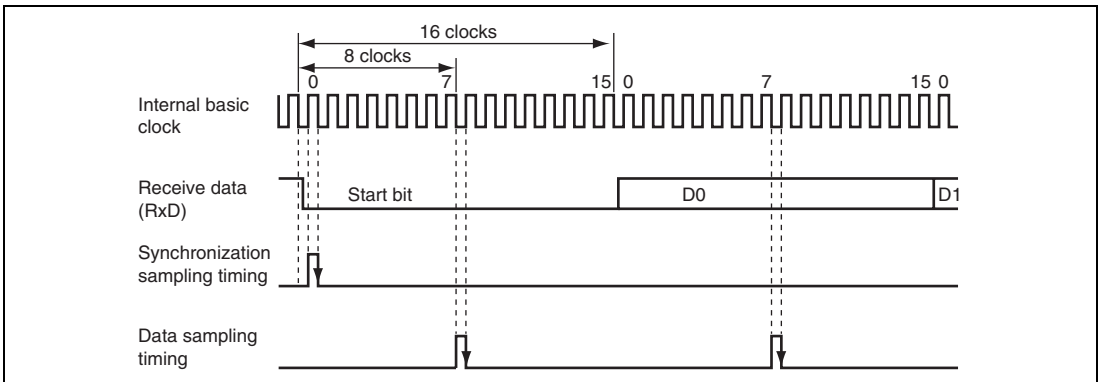 16 clocks
8 clocks
0 7 15 0 7 15 0
Internal basic
clock
Receive data
(RxD)
Start bit D0 D1
Synchronization
sampling timing
Data sampling
timing